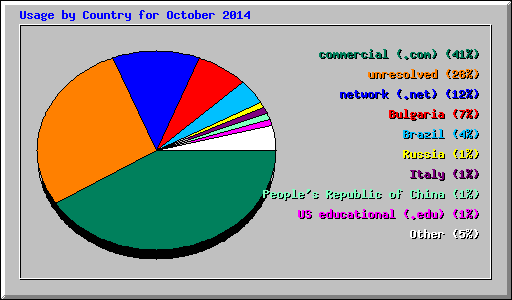 Usage by Country for October 2014
commercial (.com) (41%)
unresolved (28%)
network (.net) (12%)
Bulgaria (7%)
Brazil (4%)
Russia (1%)
Italy (1%)
People's Republic of China (1%)
US educational (.edu) (1%)
Other (5%)